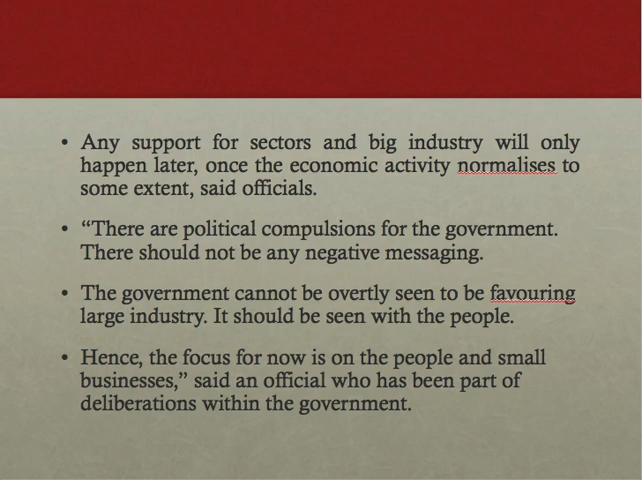 • Any support for sectors and big industry will only
happen later, once the economic activity normalises to
some extent, said officials.
• “There are political compulsions for the government.
There should not be any negative messaging.
• The government cannot be overtly seen to be favouring
large industry. It should be seen with the people.
• Hence, the focus for now is on the people and small
businesses,” said an official who has been part of
deliberations within the government.